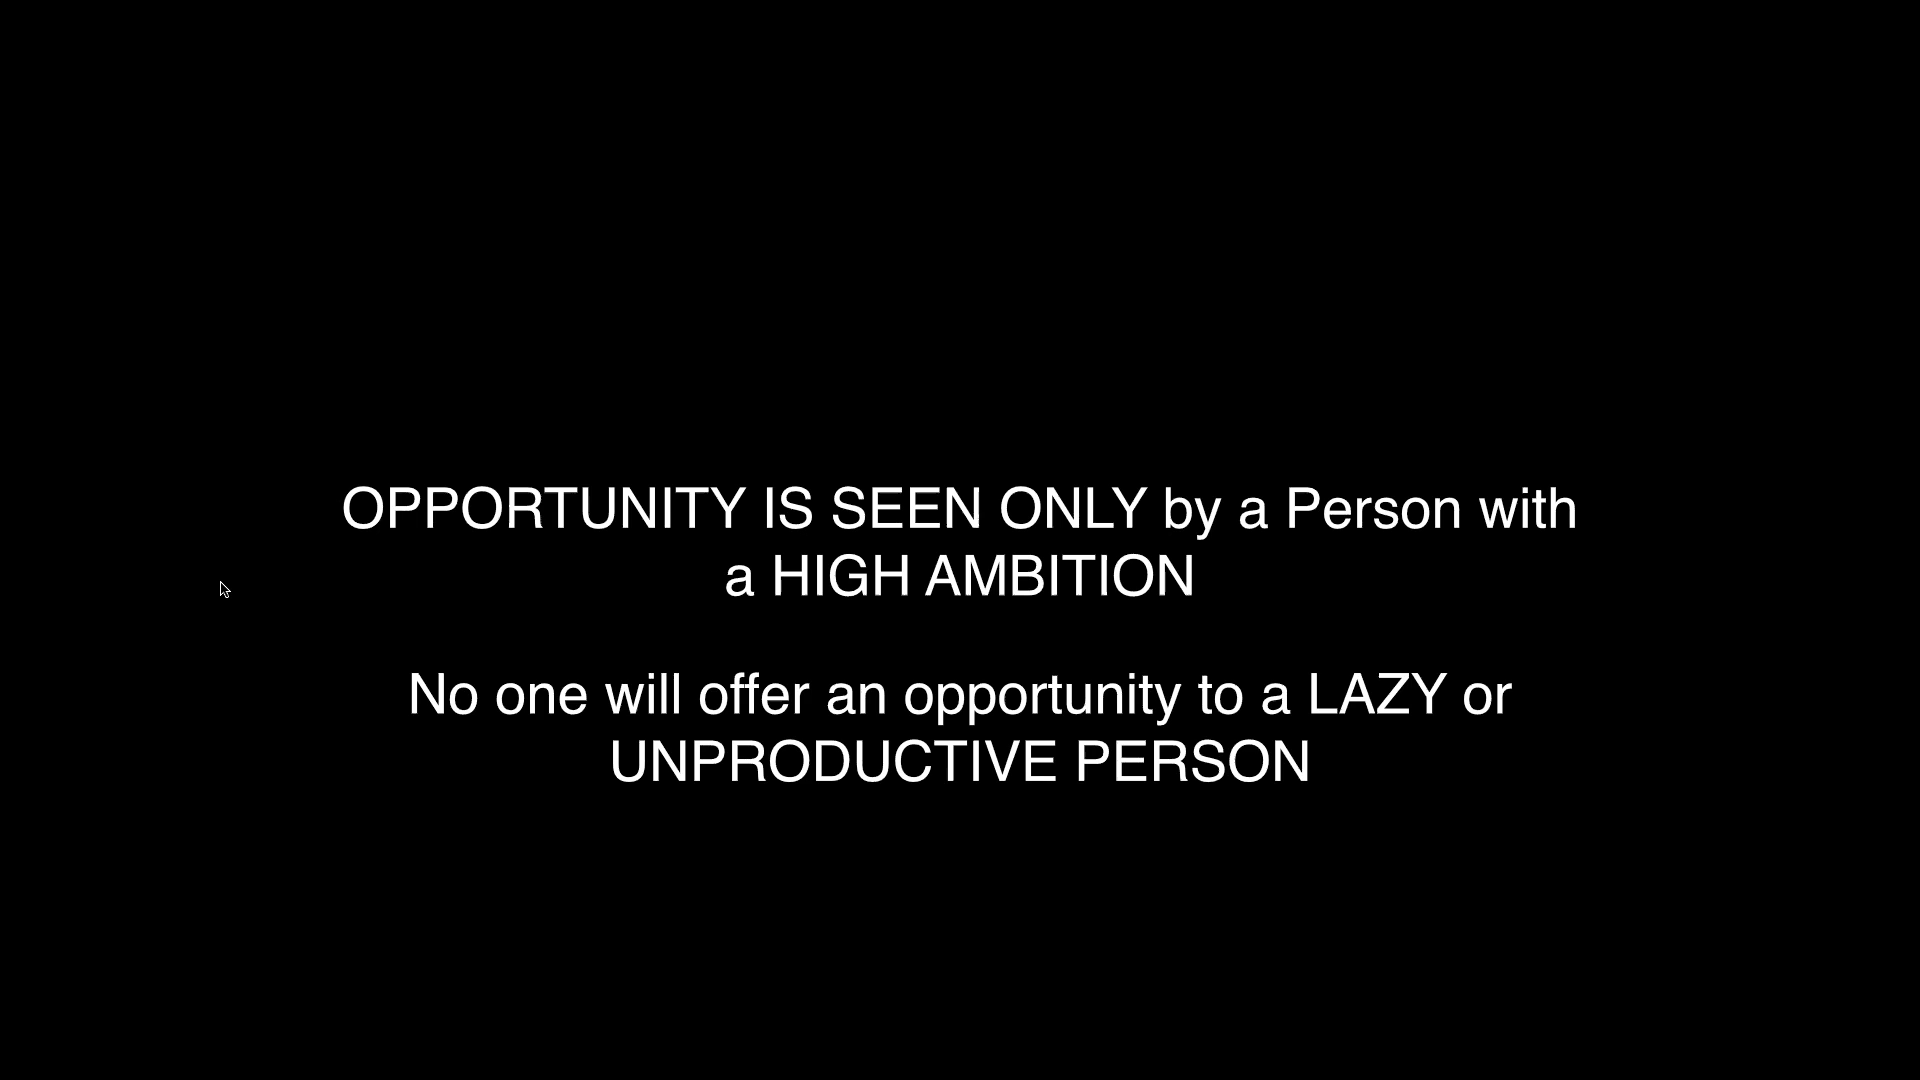 OPPORTUNITY IS SEEN ONLY by a Person with
a HIGH AMBITION
No one will offer an opportunity to a LAZY or
UNPRODUCTIVE PERSON